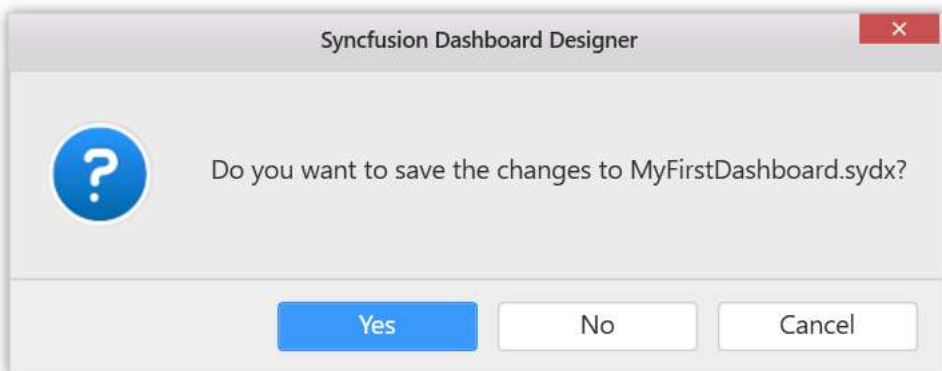 Syncfusion Dashboard Designer
Do you want to save the changes to MyFirstDashboard.sydx?
Yes
No
Cancel